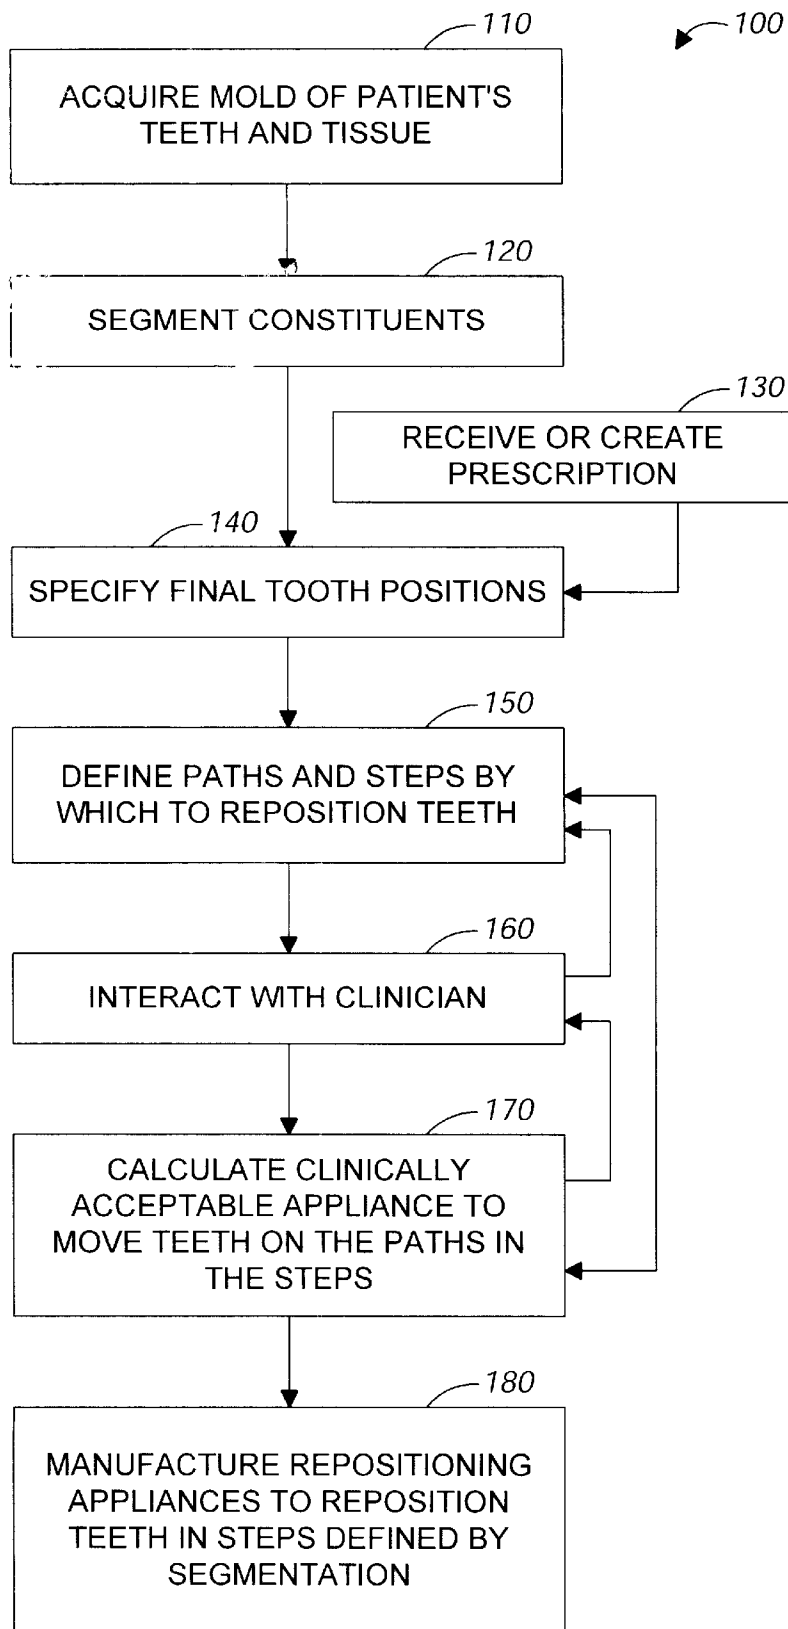 110
100
ACQUIRE MOLD OF PATIENT'S
TEETH AND TISSUE
120
SEGMENT CONSTITUENTS
130
RECEIVE OR CREATE
PRESCRIPTION
140
SPECIFY FINAL TOOTH POSITIONS
150
DEFINE PATHS AND STEPS BY
WHICH TO REPOSITION TEETH
160
INTERACT WITH CLINICIAN
170
CALCULATE CLINICALLY
ACCEPTABLE APPLIANCE TO
MOVE TEETH ON THE PATHS IN
THE STEPS
180
MANUFACTURE REPOSITIONING
APPLIANCES TO REPOSITION
TEETH IN STEPS DEFINED BY
SEGMENTATION